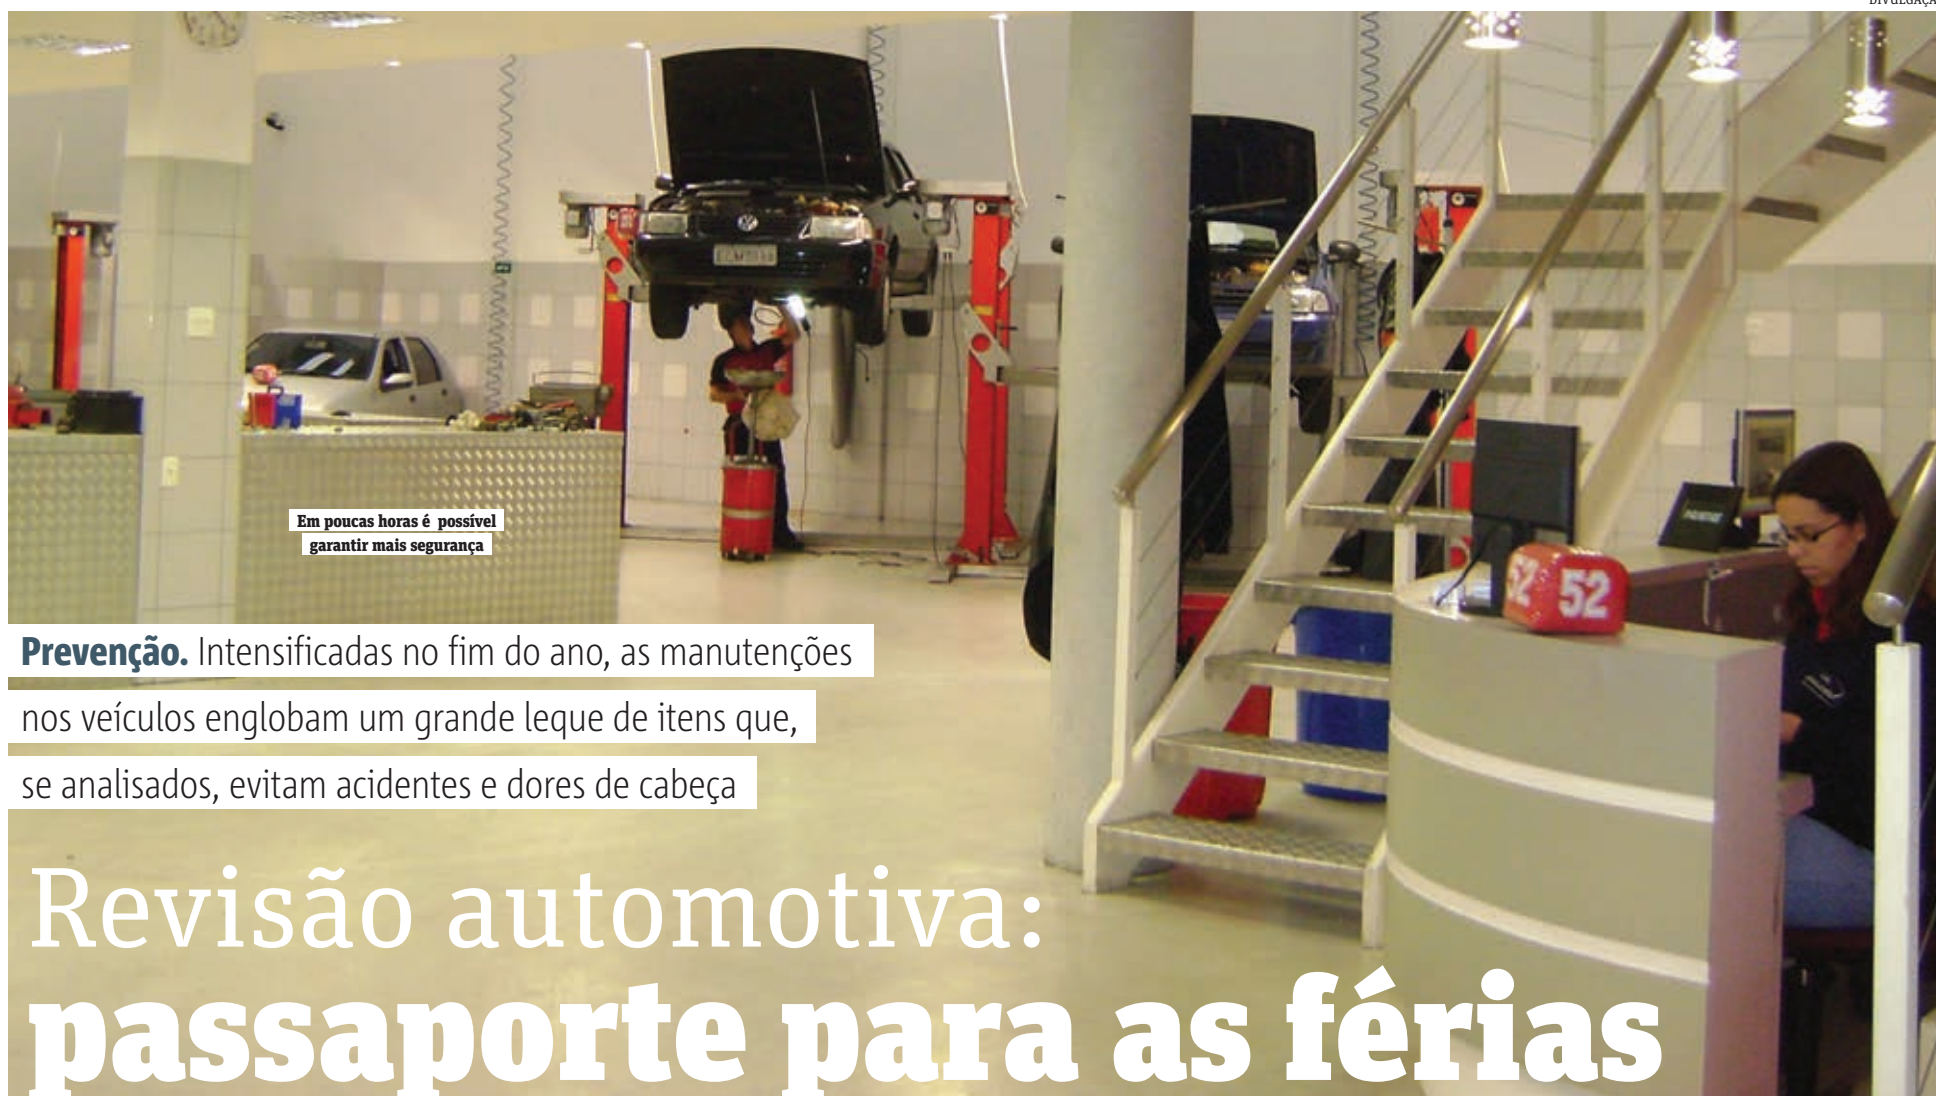 Em poucas horas é possível
garantir mais segurança
Prevenção. Intensificadas no fim do ano, as manutenções
nos veículos englobam um grande leque de itens que,
se analisados, evitam acidentes e dores de cabeça
Revisão automotiva:
passaporte para as férias
52
52